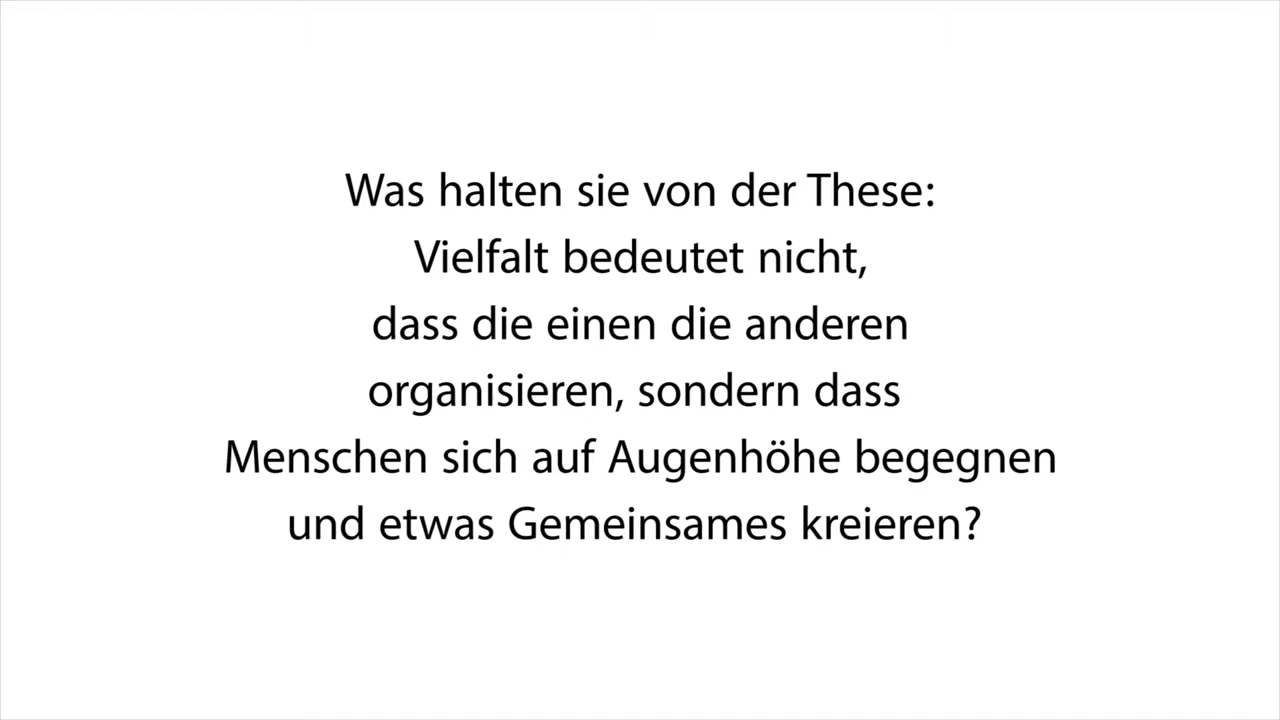 Was halten sie von der These:
Vielfalt bedeutet nicht,
dass die einen die anderen
organisieren, sondern dass
Menschen sich auf Augenhöhe begegnen
und etwas Gemeinsames kreieren?